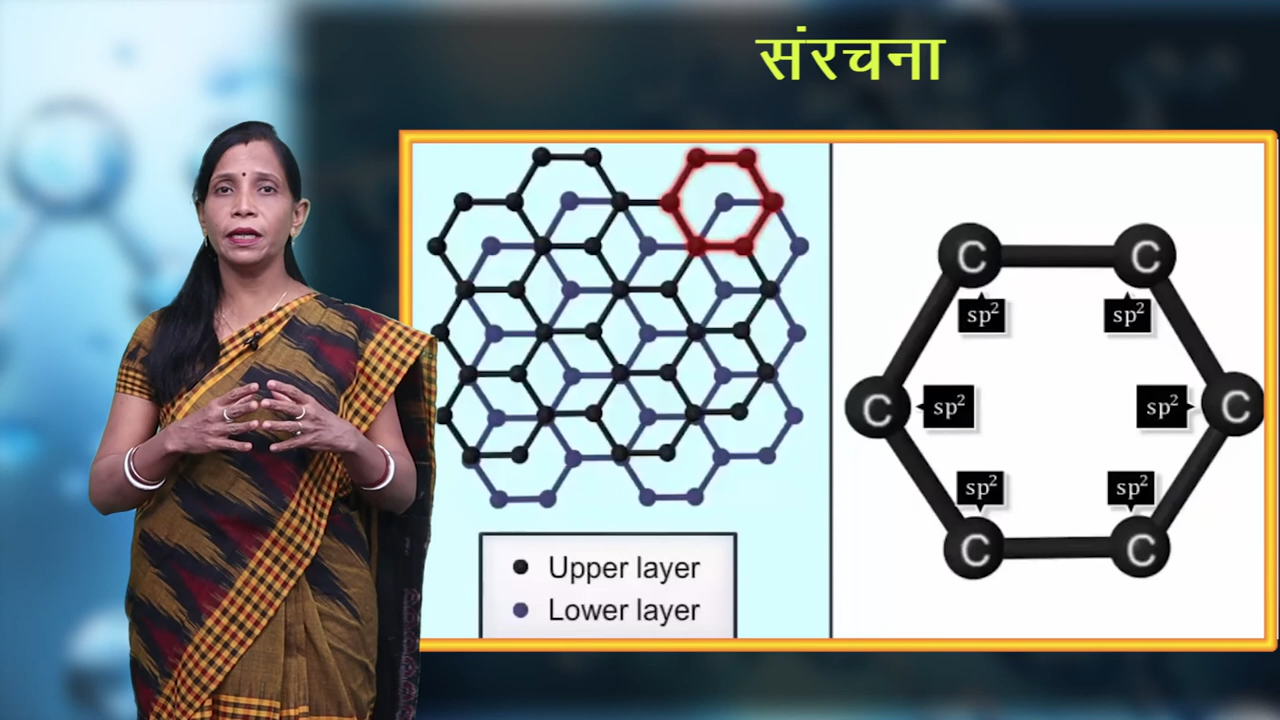 संरचना
C
C
sp²
sp²
C
sp²
sp²
C
sp²
sp²
C
C
Upper layer
Lower layer